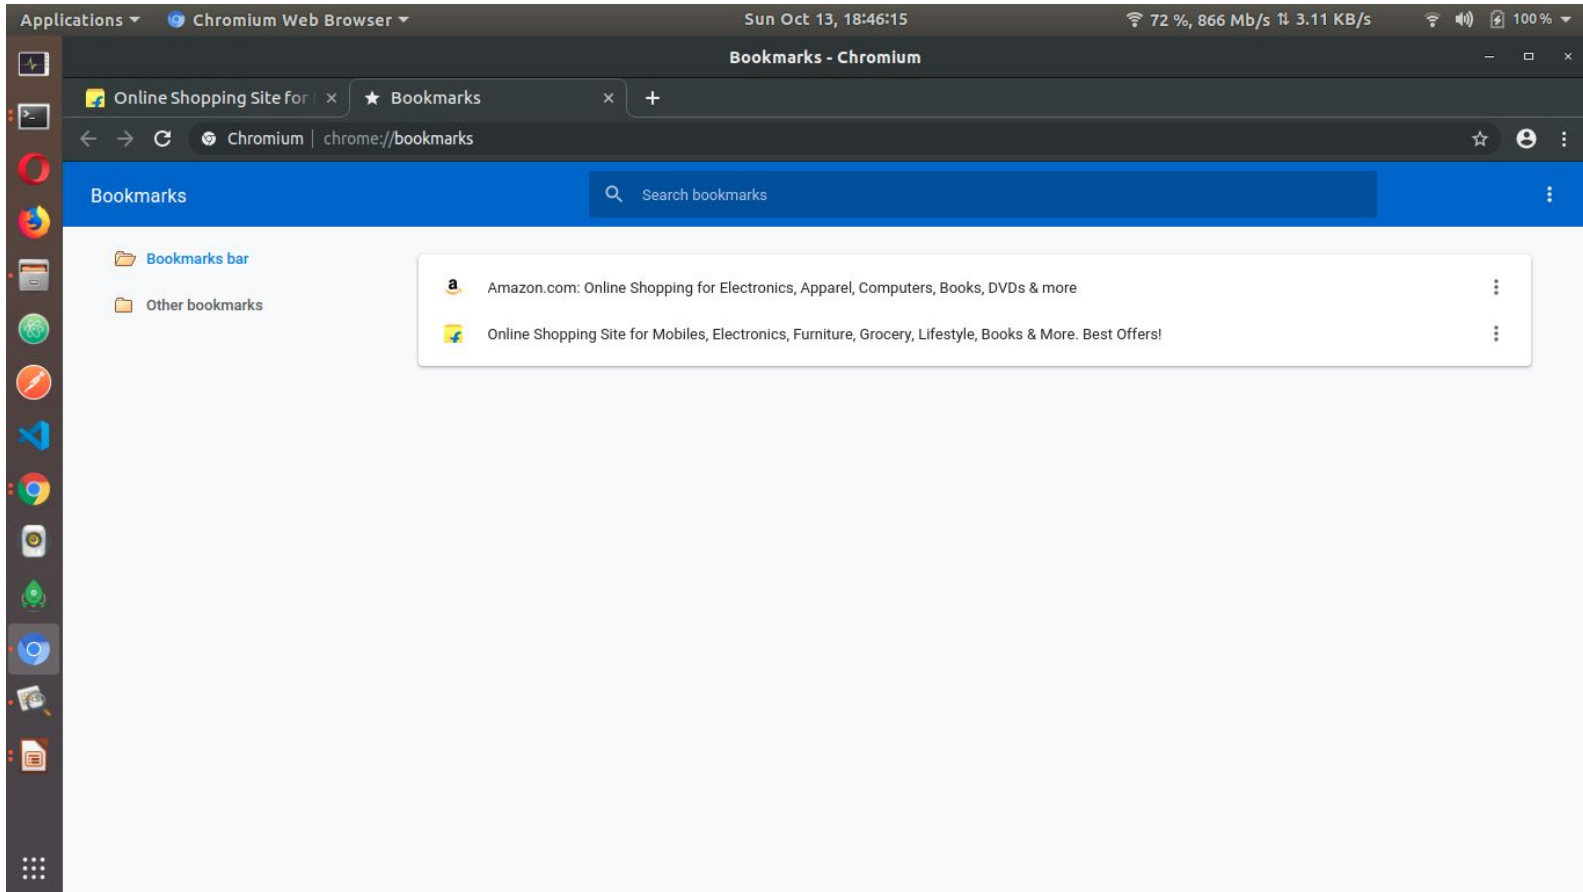 Applications Chromium Web Browser Sun Oct 13, 18:46:15 72 %, 866 Mb/s ⇅ 3.11 KB/s 100 %
Bookmarks - Chromium
Online Shopping Site for Bookmarks
Chromium | chrome://bookmarks
Bookmarks Search bookmarks
Bookmarks bar
Other bookmarks
Amazon.com: Online Shopping for Electronics, Apparel, Computers, Books, DVDs & more
Online Shopping Site for Mobiles, Electronics, Furniture, Grocery, Lifestyle, Books & More. Best Offers!